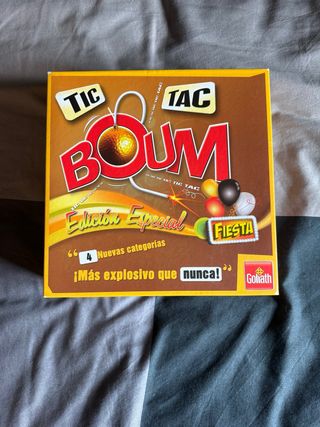 TIC TAC
BOUM
TIC TAC
Edición Especial
FIESTA
“ 4 Nuevas categorías
¡Más explosivo que nunca! ”
Goliath